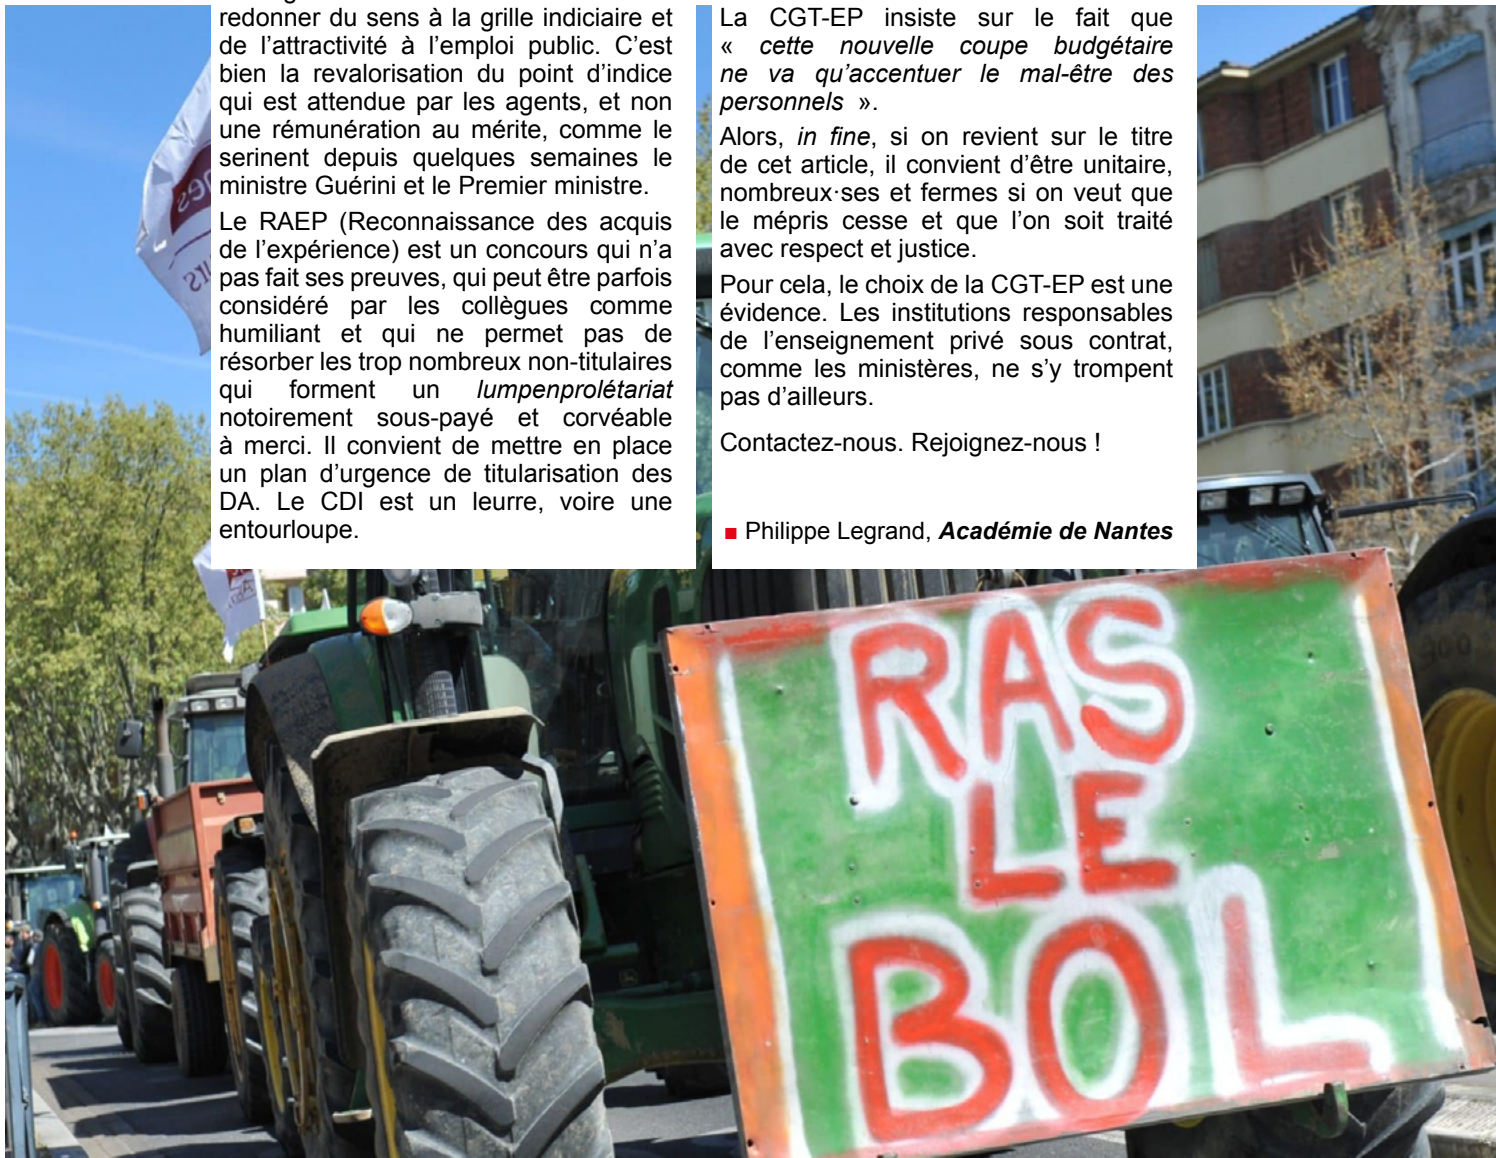 redonner du sens à la grille indiciaire et
de l’attractivité à l’emploi public. C’est
bien la revalorisation du point d’indice
qui est attendue par les agents, et non
une rémunération au mérite, comme le
serinent depuis quelques semaines le
ministre Guérini et le Premier ministre.
Le RAEP (Reconnaissance des acquis
de l’expérience) est un concours qui n’a
pas fait ses preuves, qui peut être parfois
considéré par les collègues comme
humiliant et qui ne permet pas de
résorber les trop nombreux non-titulaires
qui forment un lumpenprolétariat
notoirement sous-payé et corvéable
à merci. Il convient de mettre en place
un plan d’urgence de titularisation des
DA. Le CDI est un leurre, voire une
entourloupe.
La CGT-EP insiste sur le fait que
« cette nouvelle coupe budgétaire
ne va qu’accentuer le mal-être des
personnels ».
Alors, in fine, si on revient sur le titre
de cet article, il convient d’être unitaire,
nombreux·ses et fermes si on veut que
le mépris cesse et que l’on soit traité
avec respect et justice.
Pour cela, le choix de la CGT-EP est une
évidence. Les institutions responsables
de l’enseignement privé sous contrat,
comme les ministères, ne s’y trompent
pas d’ailleurs.
Contactez-nous. Rejoignez-nous !
■ Philippe Legrand, Académie de Nantes
RAS
LE
BOL